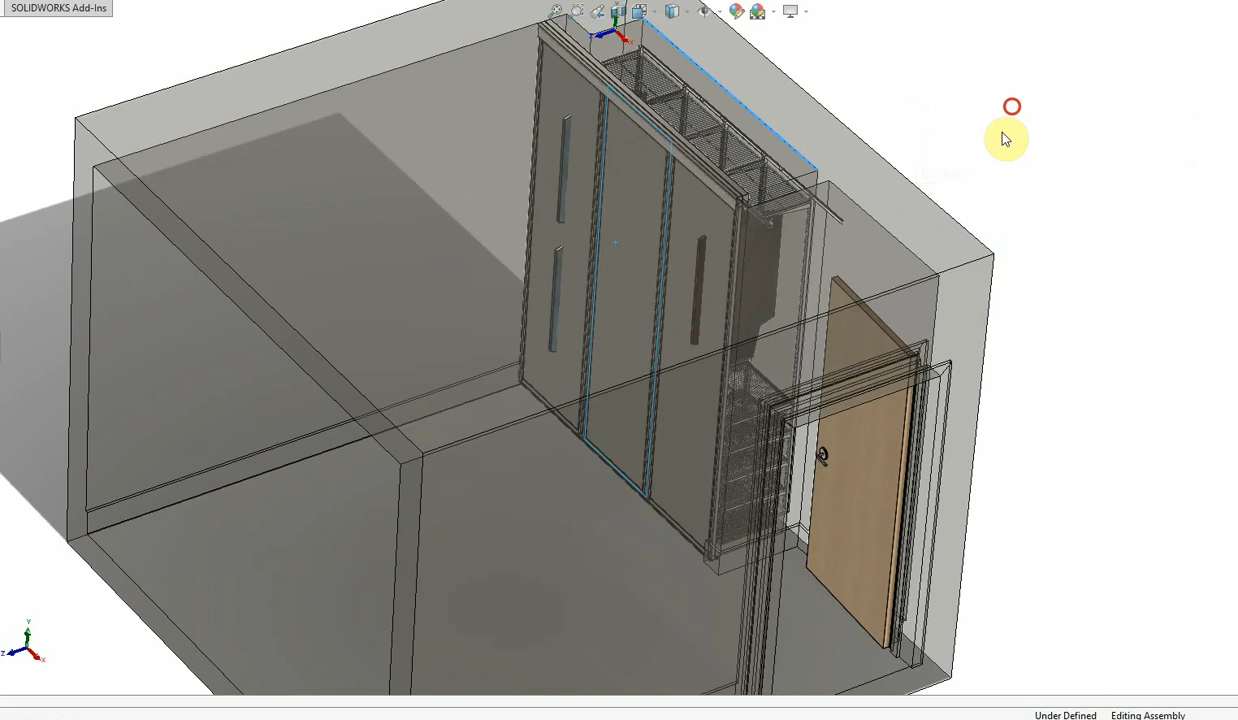 SOLIDWORKS Add-Ins
Z
X
Y
Z
X
Under Defined
Editing Assembly